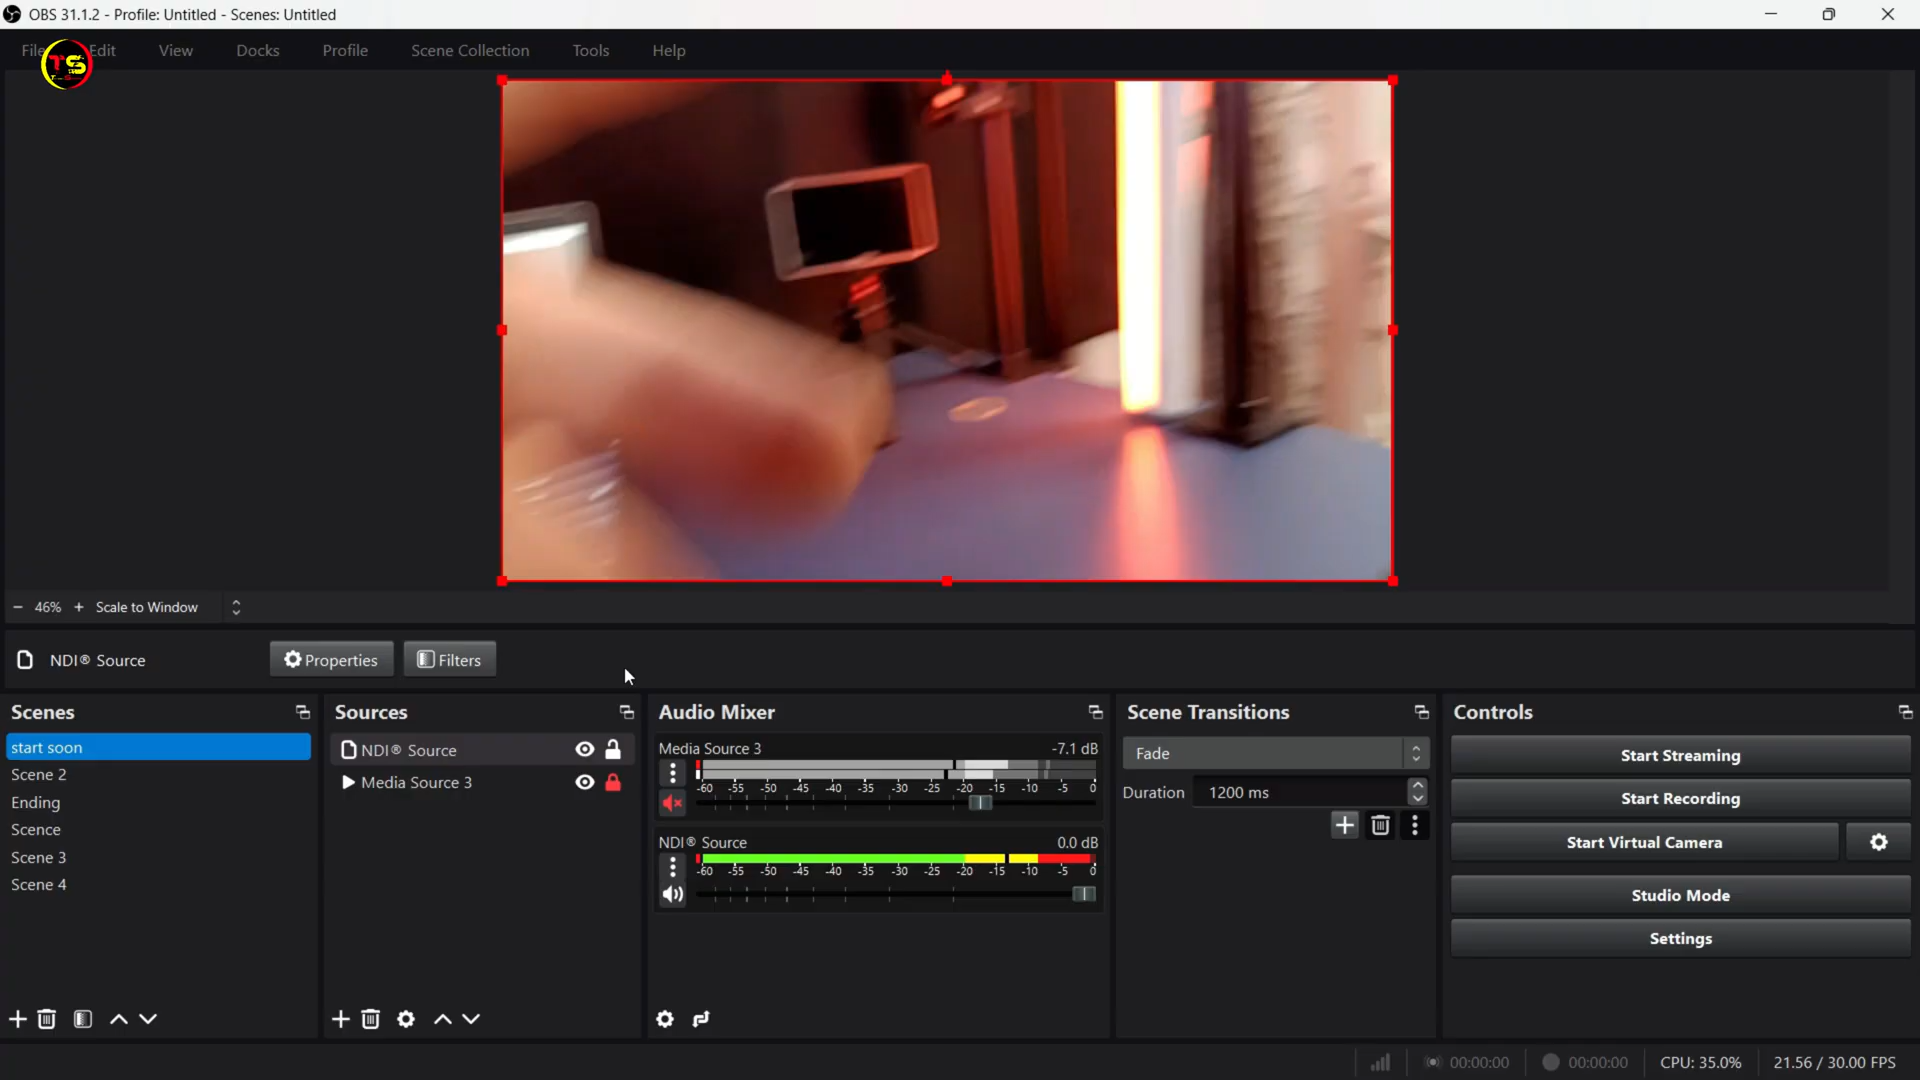 OBS 31.1.2 - Profile: Untitled - Scenes: Untitled
File Edit View Docks Profile Scene Collection Tools Help
TS
46% Scale to Window
NDI® Source Properties Filters
Scenes
start soon
Scene 2
Ending
Scence
Scene 3
Scene 4
Sources
NDI® Source
Media Source 3
Audio Mixer
Media Source 3 -7.1 dB
-60 -55 -50 -45 -40 -35 -30 -25 -20 -15 -10 -5 0
NDI® Source 0.0 dB
-60 -55 -50 -45 -40 -35 -30 -25 -20 -15 -10 -5 0
Scene Transitions
Fade
Duration 1200 ms
Controls
Start Streaming
Start Recording
Start Virtual Camera
Studio Mode
Settings
00:00:00 00:00:00 CPU: 35.0% 21.56 / 30.00 FPS